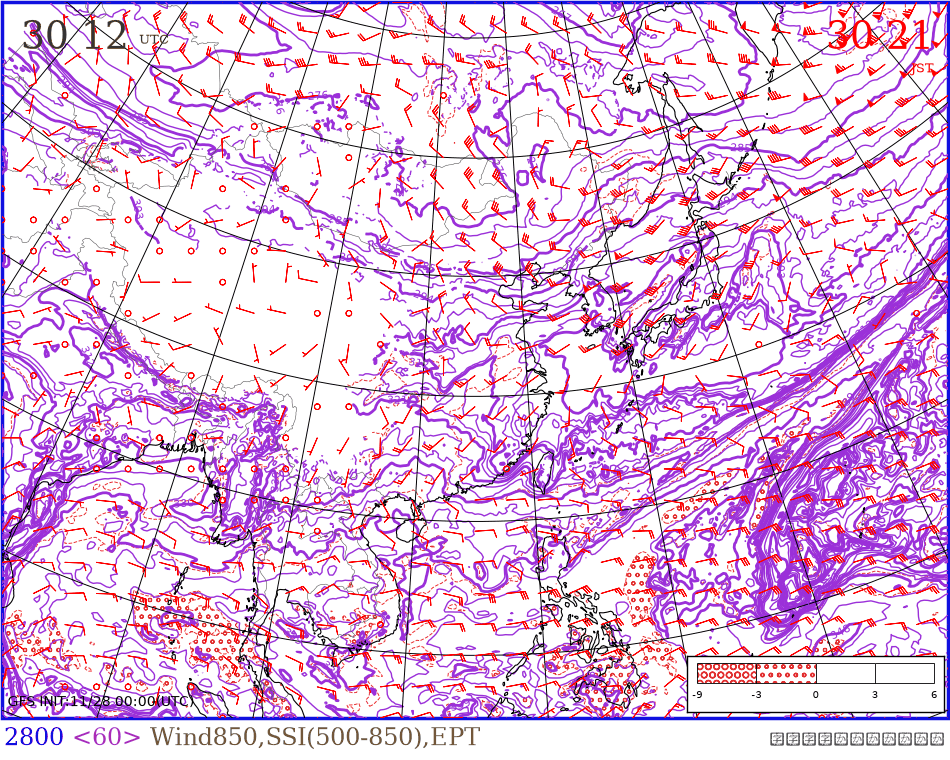 30 12 UTC
30 21 JST
GFS INIT:11/28 00:00(UTC)
-9 -3 0 3 6
2800 <60> Wind850,SSI(500-850),EPT